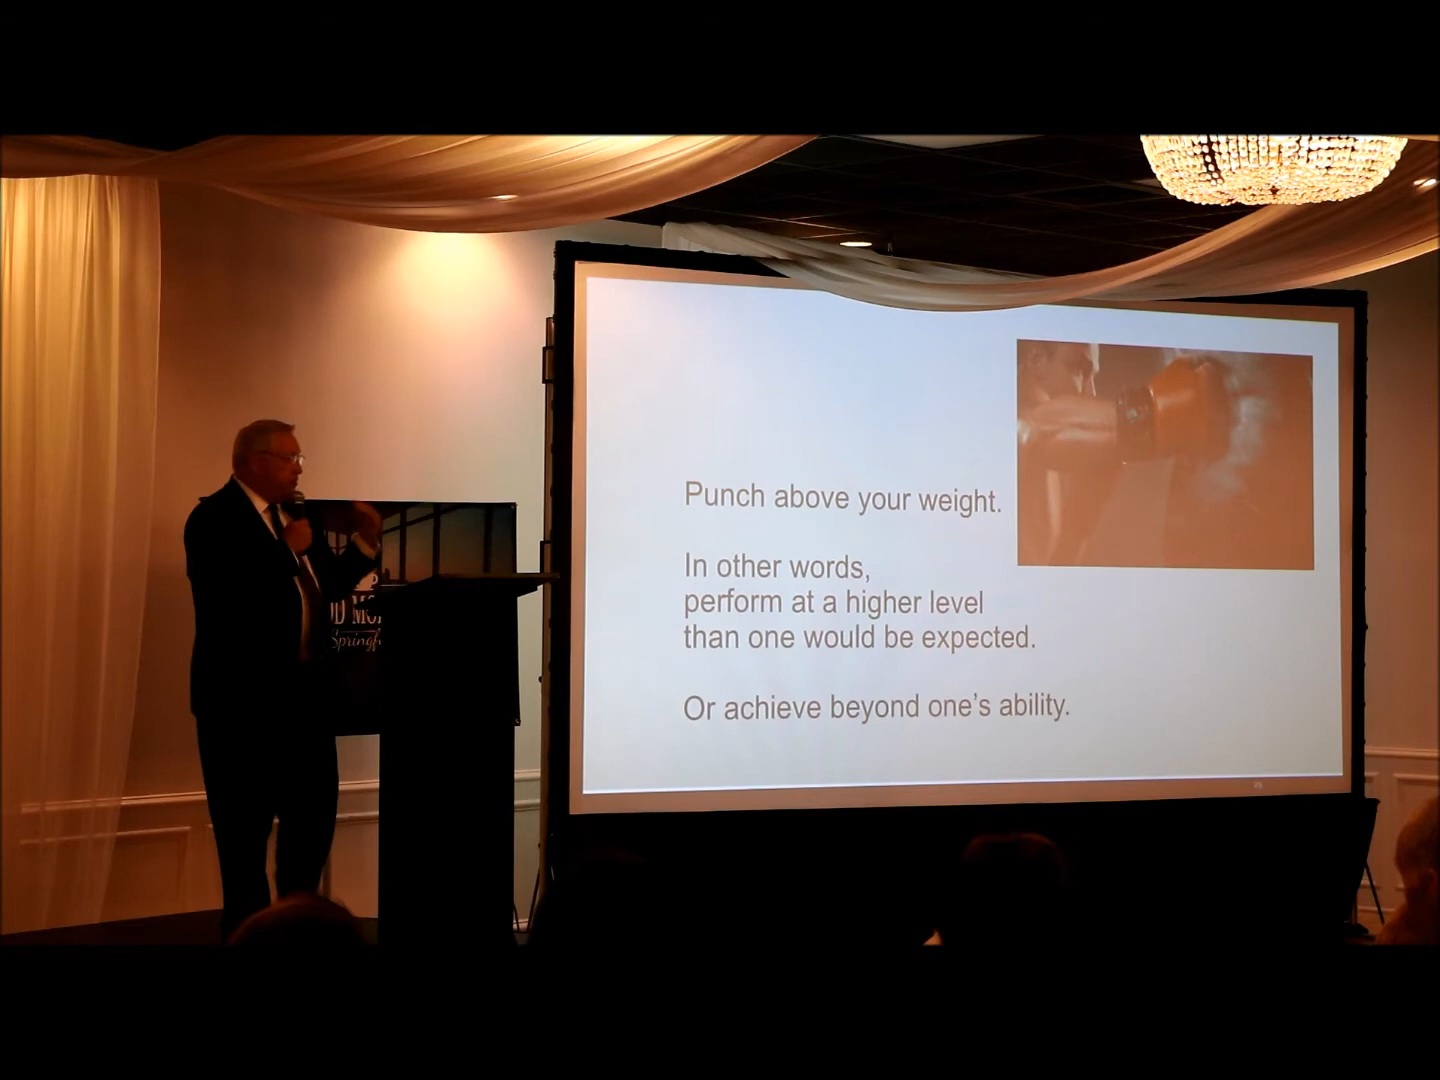 Punch above your weight.
In other words,
perform at a higher level
than one would be expected.
Or achieve beyond one's ability.